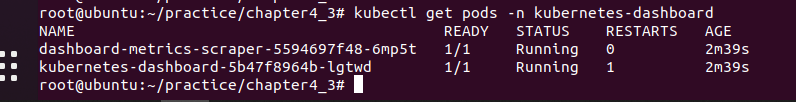 root@ubuntu:~/practice/chapter4_3# kubectl get pods -n kubernetes-dashboard
NAME READY STATUS RESTARTS AGE
dashboard-metrics-scraper-5594697f48-6mp5t 1/1 Running 0 2m39s
kubernetes-dashboard-5b47f8964b-lgtwd 1/1 Running 1 2m39s
root@ubuntu:~/practice/chapter4_3#